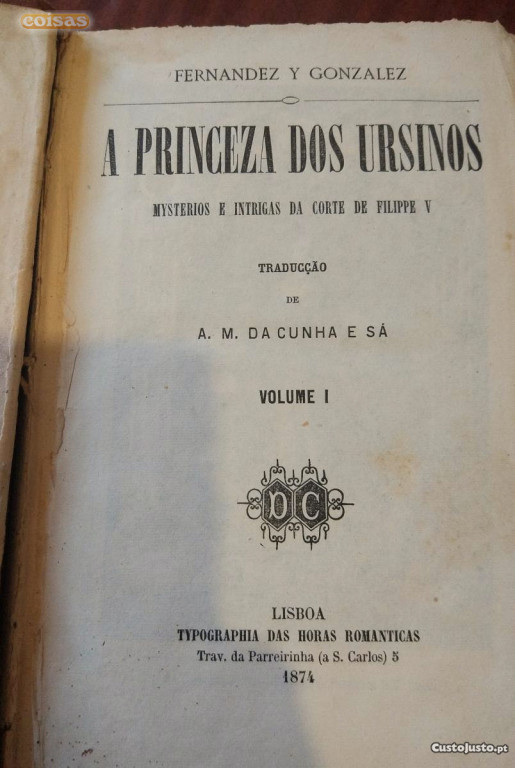 coisas
FERNANDEZ Y GONZALEZ
A PRINCEZA DOS URSINOS
MYSTERIOS E INTRIGAS DA CORTE DE FILIPPE V
TRADUCÇÃO
DE
A. M. DA CUNHA E SÁ
VOLUME I
DC
LISBOA
TYPOGRAPHIA DAS HORAS ROMANTICAS
Trav. da Parreirinha (a S. Carlos) 5
1874
CustoJusto.pt